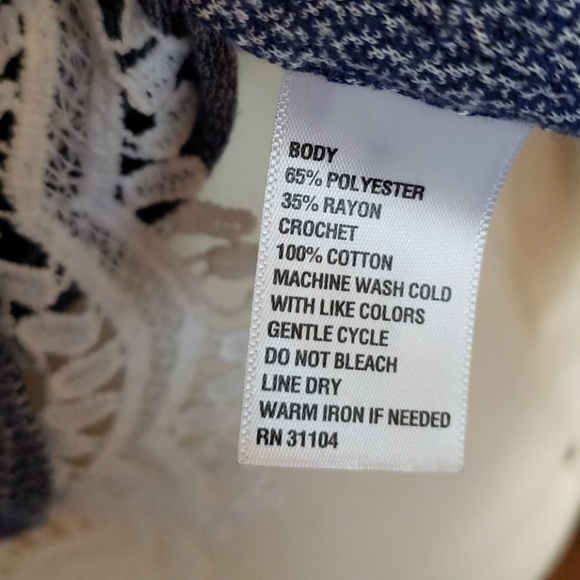 BODY
65% POLYESTER
35% RAYON
CROCHET
100% COTTON
MACHINE WASH COLD
WITH LIKE COLORS
GENTLE CYCLE
DO NOT BLEACH
LINE DRY
WARM IRON IF NEEDED
RN 31104